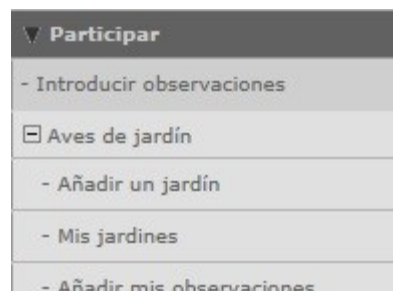 Participar
- Introducir observaciones
Aves de jardín
- Añadir un jardín
- Mis jardines
- Añadir mis observaciones